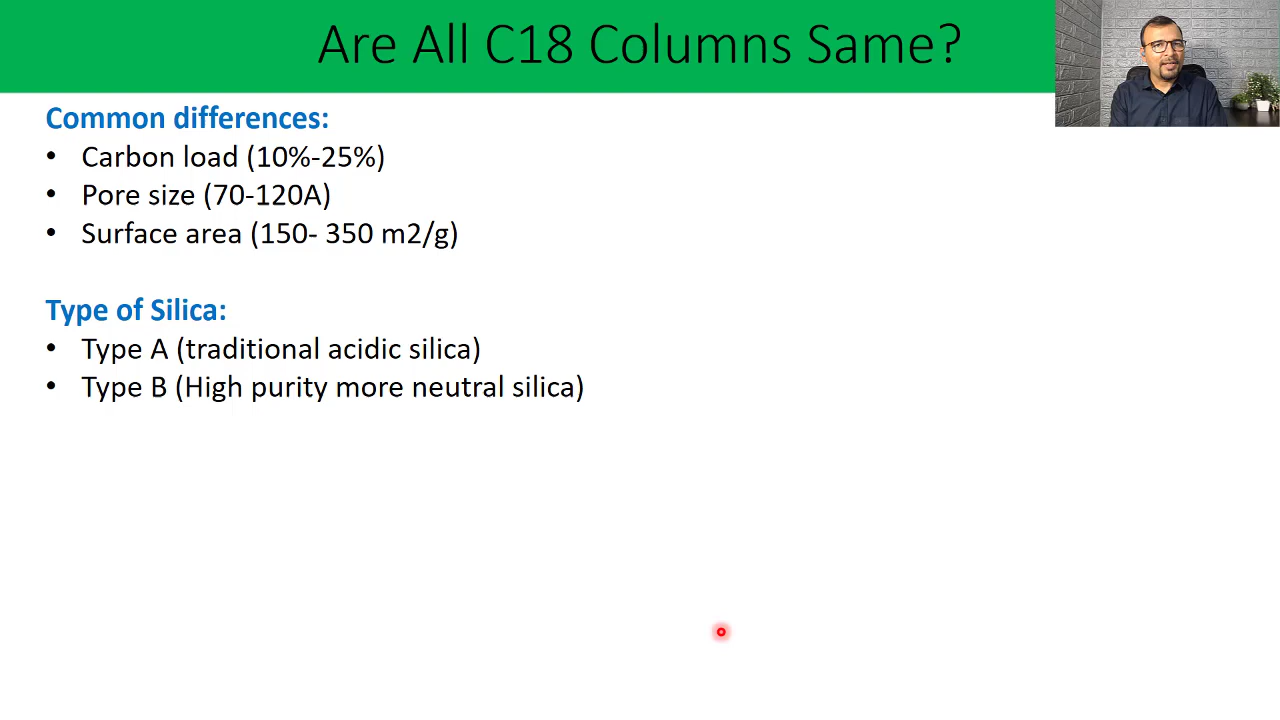 Are All C18 Columns Same?
Common differences:
• Carbon load (10%-25%)
• Pore size (70-120A)
• Surface area (150- 350 m2/g)
Type of Silica:
• Type A (traditional acidic silica)
• Type B (High purity more neutral silica)